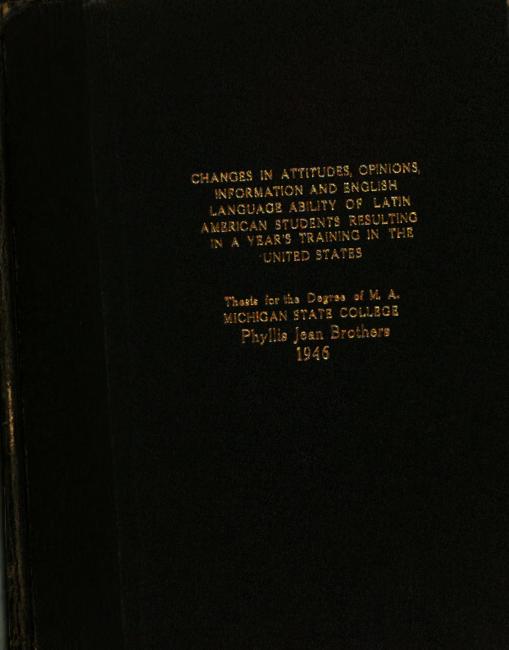 CHANGES IN ATTITUDES, OPINIONS,
INFORMATION AND ENGLISH
LANGUAGE ABILITY OF LATIN
AMERICAN STUDENTS RESULTING
IN A YEAR'S TRAINING IN THE
UNITED STATES
Thesis for the Degree of M. A.
MICHIGAN STATE COLLEGE
Phyllis Jean Brothers
1946